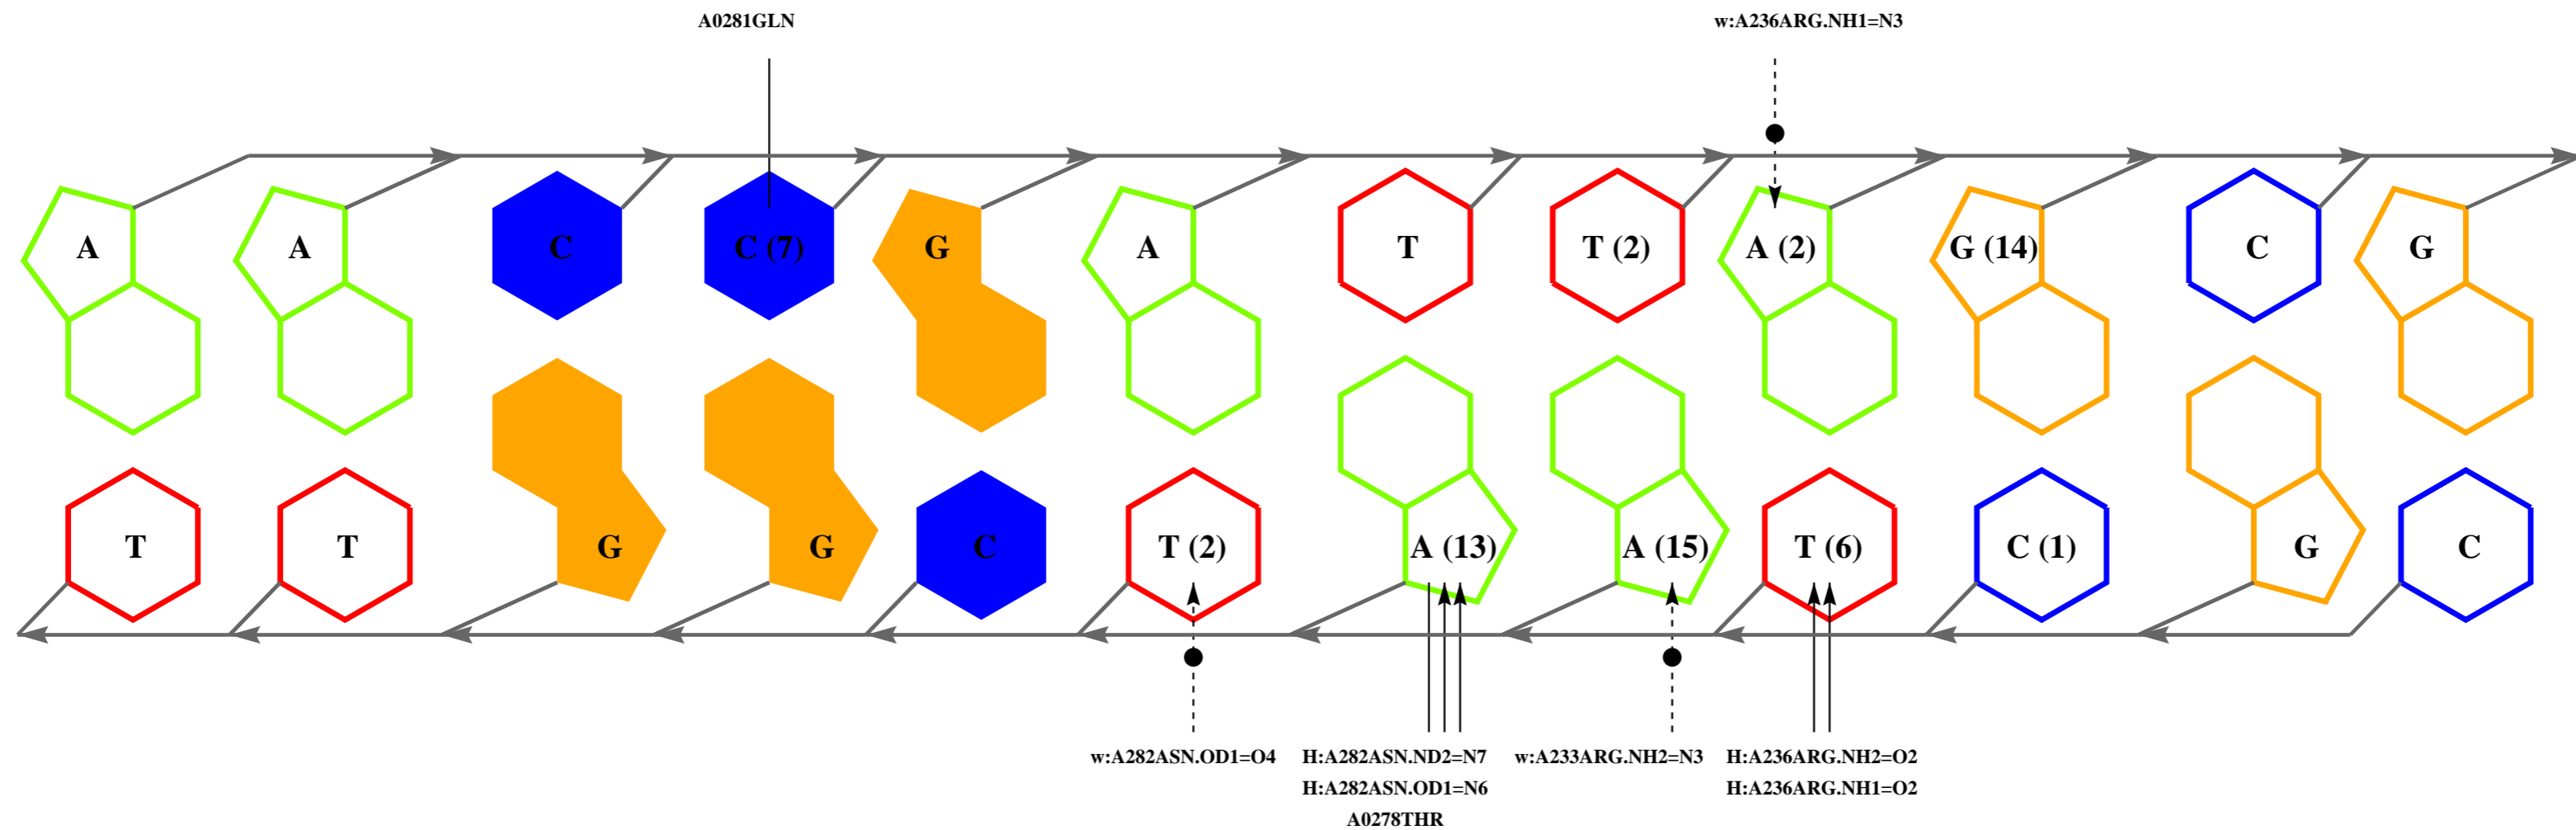 A0281GLN w:A236ARG.NH1=N3
A A C C (7) G A T T (2) A (2) G (14) C G
T T G G C T (2) A (13) A (15) T (6) C (1) G C
w:A282ASN.OD1=O4 H:A282ASN.ND2=N7 w:A233ARG.NH2=N3 H:A236ARG.NH2=O2
H:A282ASN.OD1=N6 H:A236ARG.NH1=O2
A0278THR